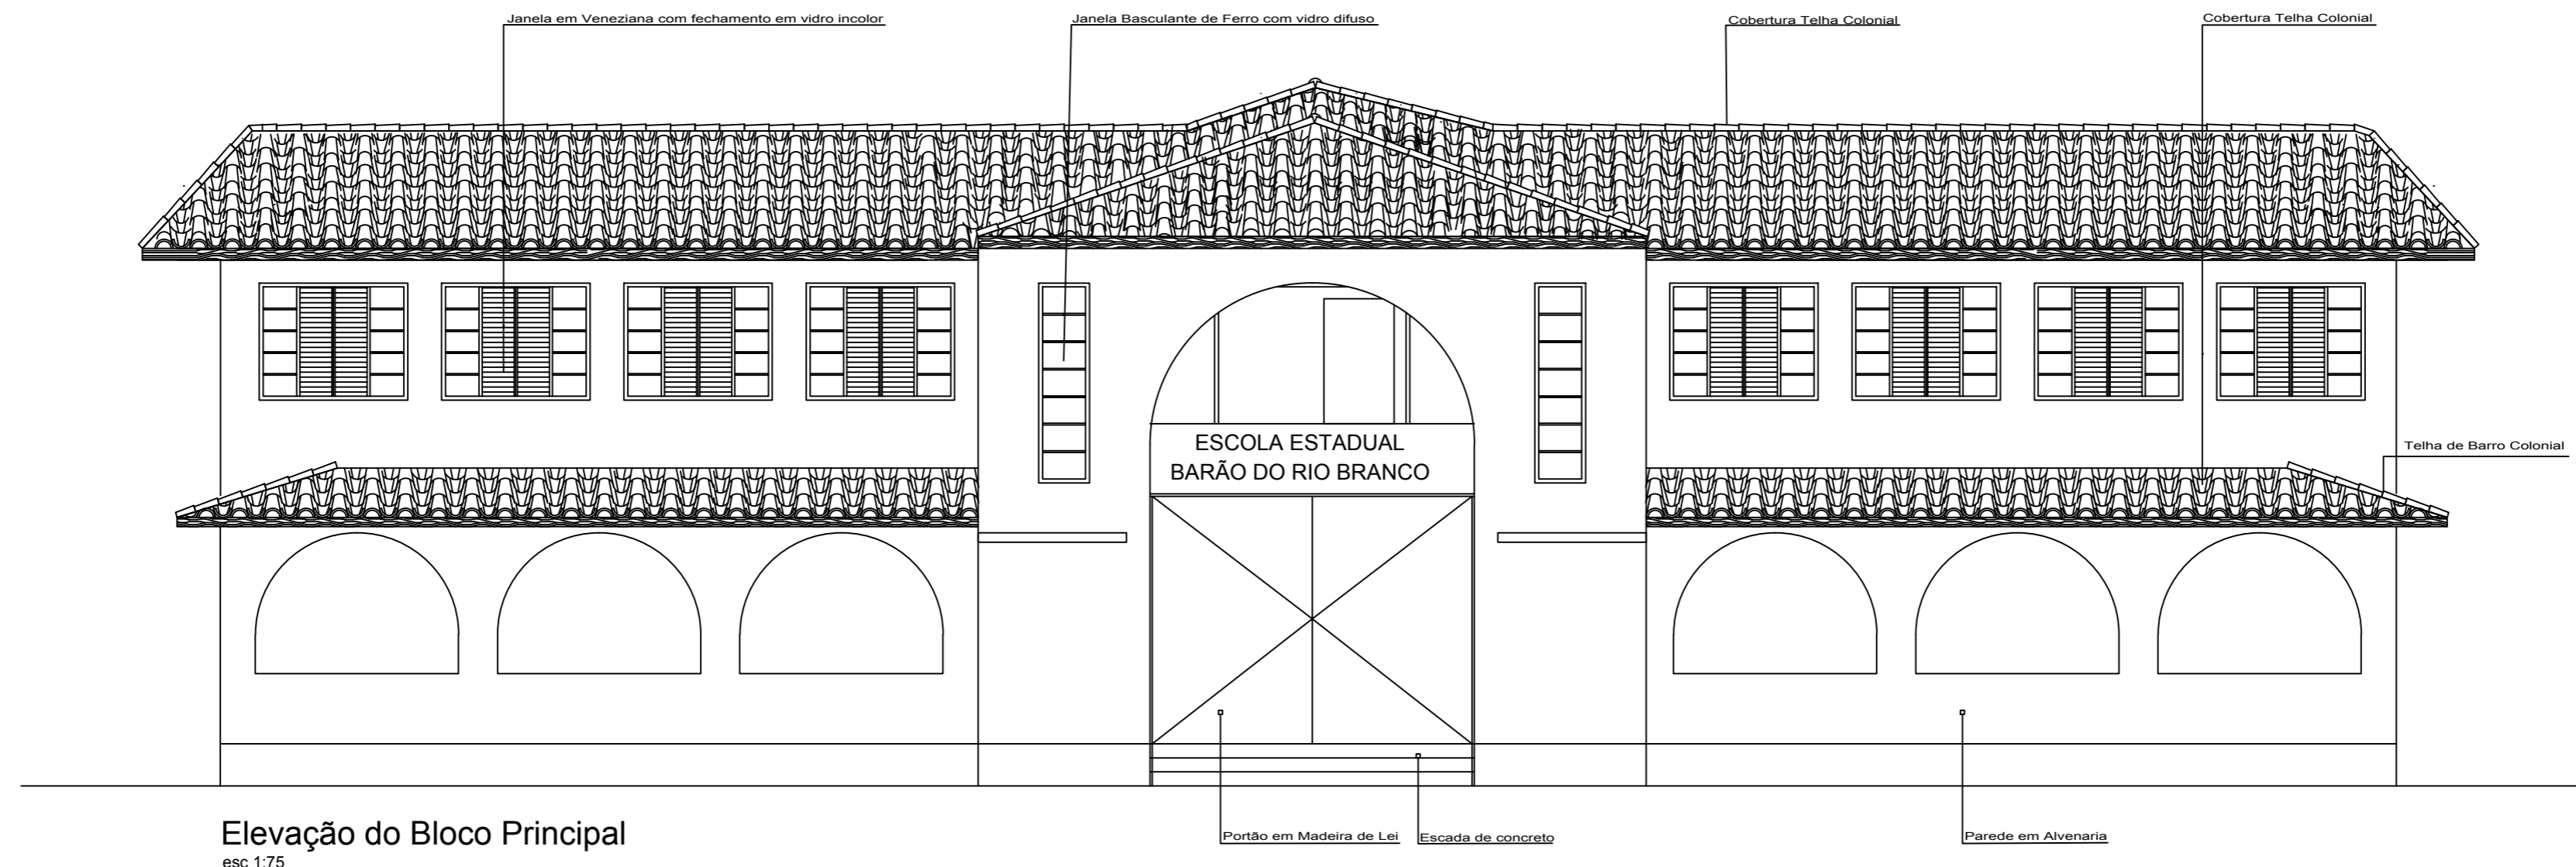 Janela em Veneziana com fechamento em vidro incolor
Janela Basculante de Ferro com vidro difuso
Cobertura Telha Colonial
Cobertura Telha Colonial
Telha de Barro Colonial
ESCOLA ESTADUAL
BARÃO DO RIO BRANCO
Portão em Madeira de Lei
Escada de concreto
Parede em Alvenaria
Elevação do Bloco Principal
esc 1:75